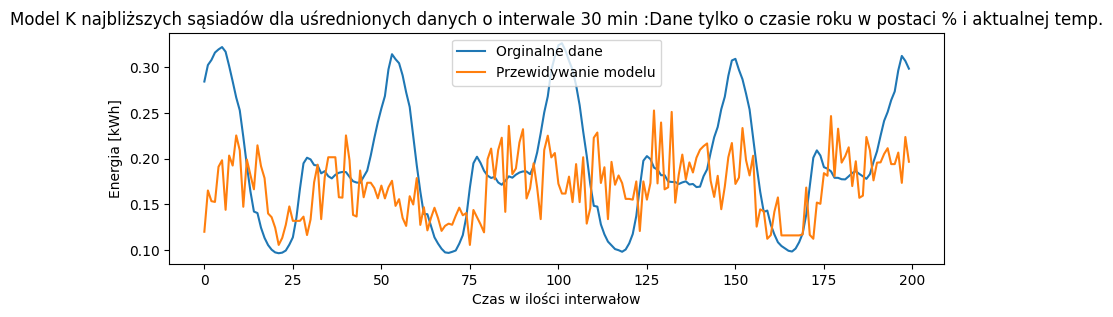 Model K najbliższych sąsiadów dla uśrednionych danych o interwale 30 min :Dane tylko o czasie roku w postaci % i aktualnej temp.
Orginalne dane
Przewidywanie modelu
Energia [kWh]
0.30
0.25
0.20
0.15
0.10
0 25 50 75 100 125 150 175 200
Czas w ilości interwałow